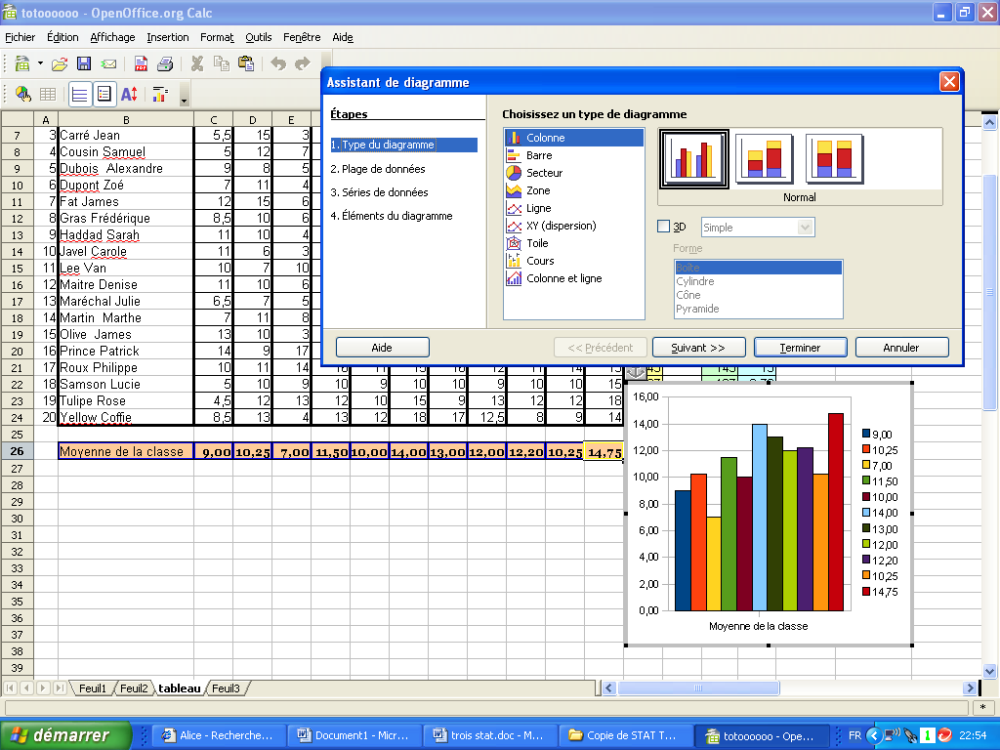 totoooooo - OpenOffice.org Calc
Fichier Édition Affichage Insertion Format Outils Fenêtre Aide
Assistant de diagramme
Étapes
1. Type du diagramme
2. Plage de données
3. Séries de données
4. Éléments du diagramme
Choisissez un type de diagramme
Colonne
Barre
Secteur
Zone
Ligne
XY (dispersion)
Toile
Cours
Colonne et ligne
Normal
3D Simple
Forme
Boîte
Cylindre
Cône
Pyramide
Aide << Précédent Suivant >> Terminer Annuler
A B C D E
7 3 Carré Jean 5,5 15 3
8 4 Cousin Samuel 5 12 7
9 5 Dubois Alexandre 9 8 5
10 6 Dupont Zoé 7 11 4
11 7 Fat James 12 15 6
12 8 Gras Frédérique 8,5 10 6
13 9 Haddad Sarah 11 10 4
14 10 Javel Carole 11 6 3
15 11 Lee Van 10 7 10
16 12 Maitre Denise 11 10 6
17 13 Maréchal Julie 6,5 7 5
18 14 Martin Marthe 7 11 8
19 15 Olive James 13 10 3
20 16 Prince Patrick 14 9 17
21 17 Roux Philippe 10 11 14
22 18 Samson Lucie 5 10 9 10 9 10 10 9 10 10 15
23 19 Tulipe Rose 4,5 12 13 12 10 15 9 13 12 12 18
24 20 Yellow Coffie 8,5 13 4 13 12 18 17 12,5 8 9 14
25
26 Moyenne de la classe 9,00 10,25 7,00 11,50 10,00 14,00 13,00 12,00 12,20 10,25 14,75
27
28
29
30
31
32
33
34
35
36
37
38
39
16,00
14,00
12,00
10,00
8,00
6,00
4,00
2,00
0,00
Moyenne de la classe
9,00
10,25
7,00
11,50
10,00
14,00
13,00
12,00
12,20
10,25
14,75
Feuil1 Feuil2 tableau Feuil3
*
démarrer Alice - Recherche... Document1 - Micr... trois stat.doc - M... Copie de STAT T... totoooooo - Ope... FR 22:54